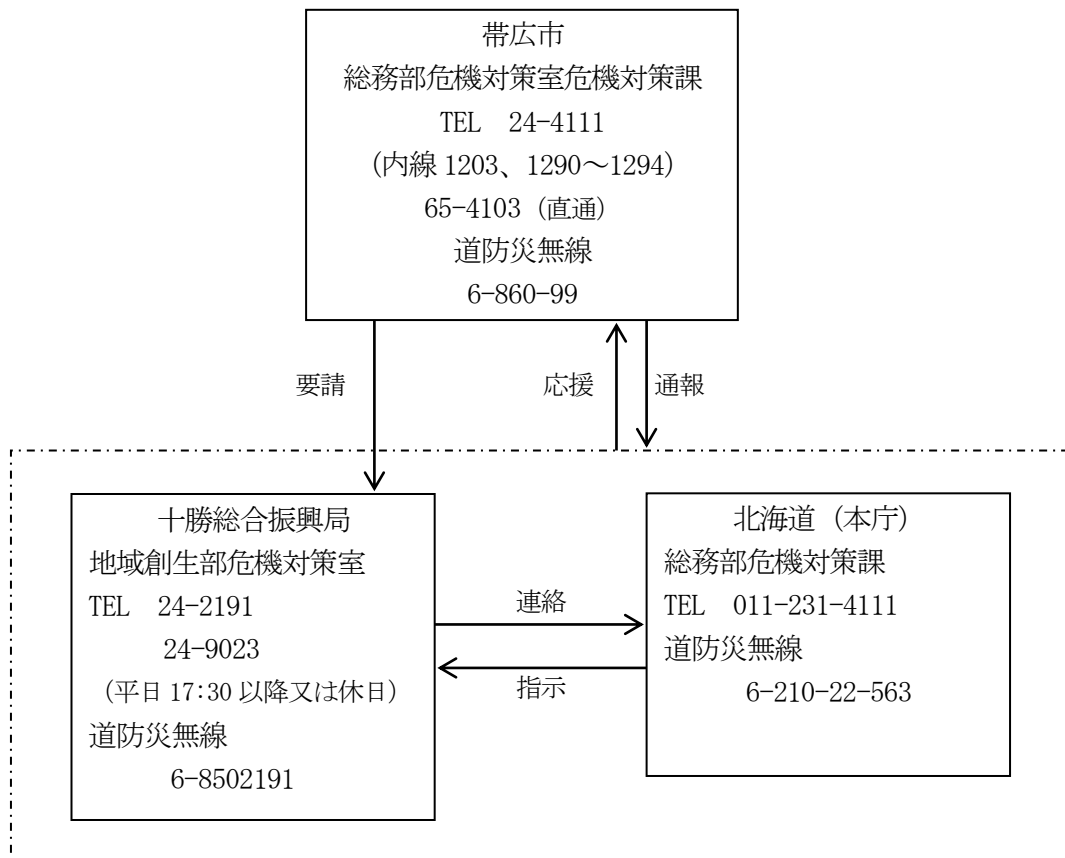 帯広市
総務部危機対策室危機対策課
TEL 24-4111
(内線 1203、1290～1294)
65-4103 (直通)
道防災無線
6-860-99
要請
応援
通報
十勝総合振興局
地域創生部危機対策室
TEL 24-2191
24-9023
(平日 17:30 以降又は休日)
道防災無線
6-8502191
連絡
指示
北海道 (本庁)
総務部危機対策課
TEL 011-231-4111
道防災無線
6-210-22-563